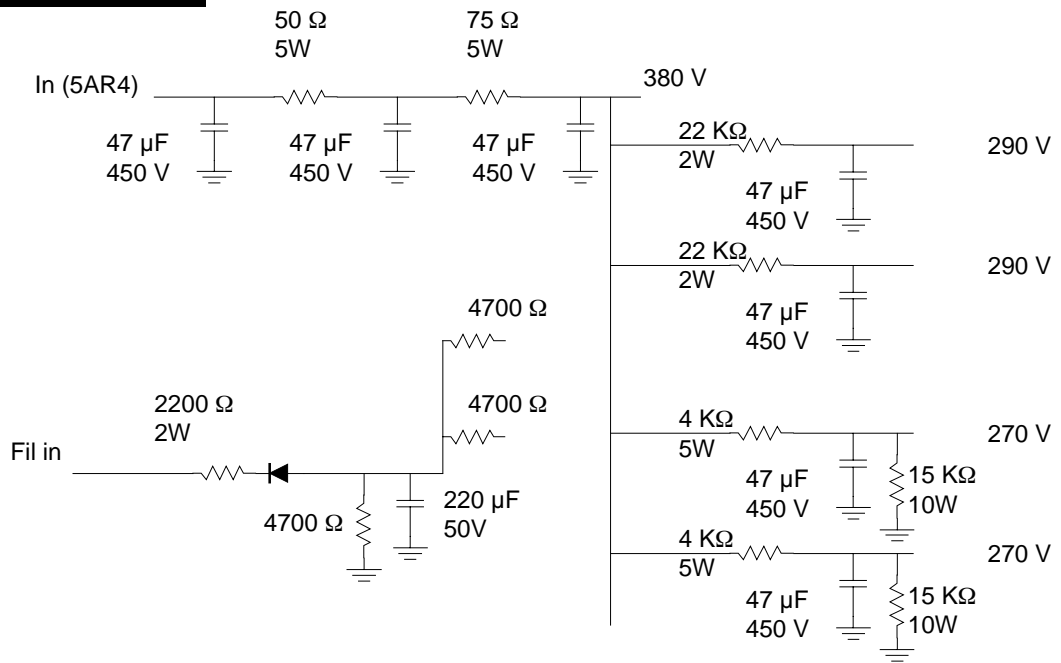 50 Ω
5W
75 Ω
5W
In (5AR4)
380 V
47 µF
450 V
47 µF
450 V
47 µF
450 V
22 KΩ
2W
290 V
47 µF
450 V
22 KΩ
2W
290 V
47 µF
450 V
4700 Ω
4700 Ω
2200 Ω
2W
Fil in
4700 Ω
220 µF
50V
4 KΩ
5W
270 V
47 µF
450 V
15 KΩ
10W
4 KΩ
5W
270 V
47 µF
450 V
15 KΩ
10W